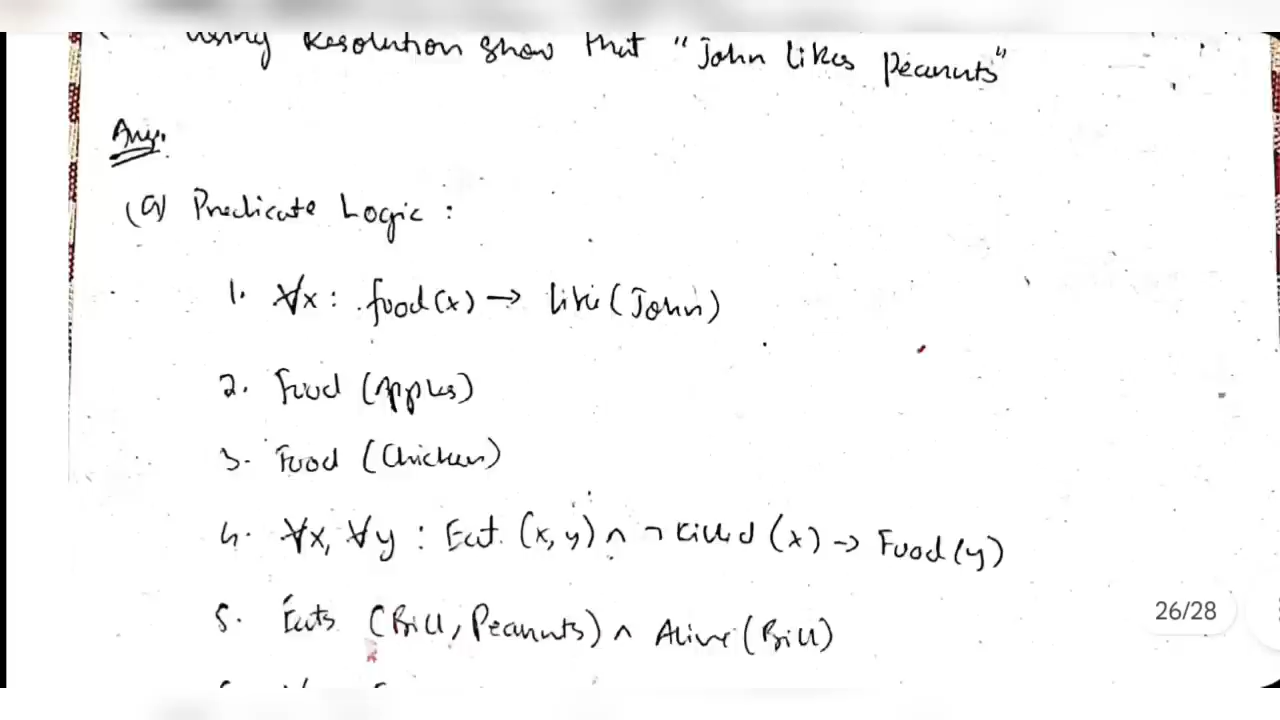 using Resolution show that "John likes Peanuts"
Ans.
(a) Predicate Logic :
1. ∀x : food(x) → like(John)
2. Food (Apples)
3. Food (Chicken)
4. ∀x, ∀y : Eat (x, y) ∧ ¬ killed (x) → Food (y)
5. Eats (Bill, Peanuts) ∧ Alive (Bill)
26/28